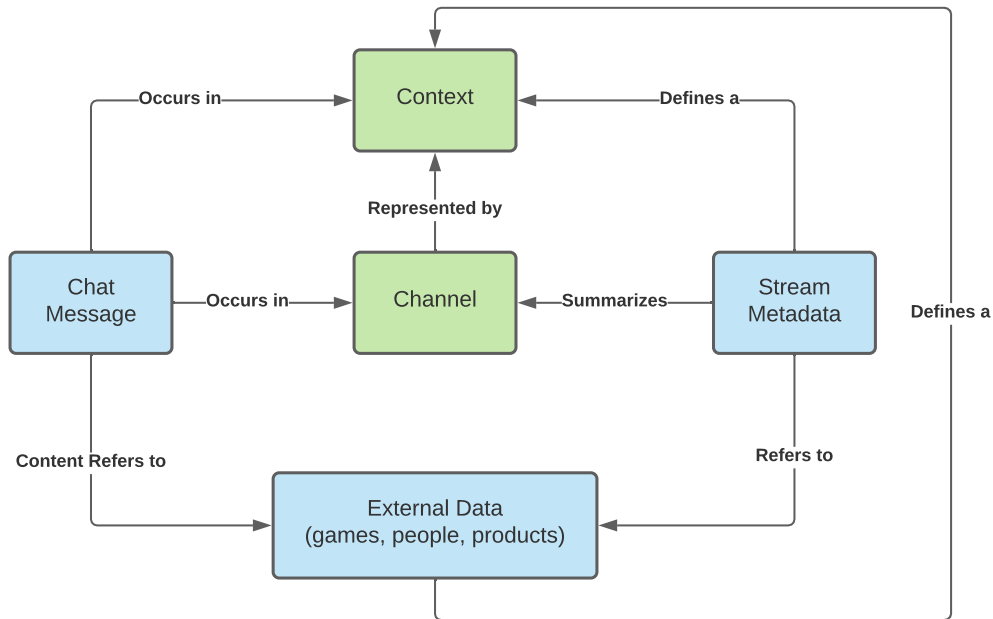 Occurs in
Context
Defines a
Represented by
Chat
Message
Occurs in
Channel
Summarizes
Stream
Metadata
Defines a
Content Refers to
Refers to
External Data
(games, people, products)